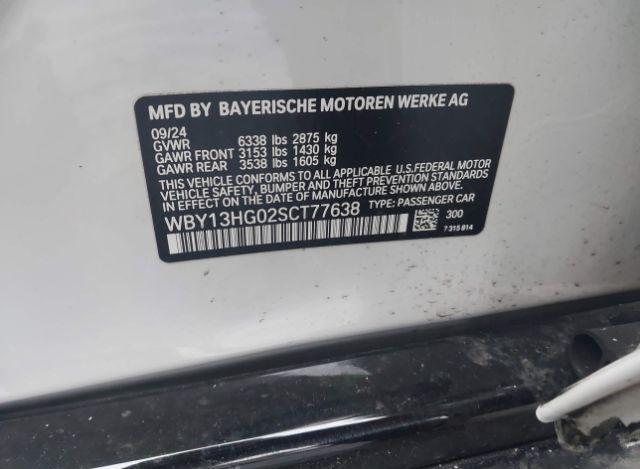 MFD BY BAYERISCHE MOTOREN WERKE AG
09/24
GVWR 6338 lbs 2875 kg
GAWR FRONT 3153 lbs 1430 kg
GAWR REAR 3538 lbs 1605 kg
THIS VEHICLE CONFORMS TO ALL APPLICABLE U.S.FEDERAL MOTOR
VEHICLE SAFETY, BUMPER AND THEFT PREVENTION STANDARDS IN
EFFECT ON THE DATE OF MANUFACTURE SHOWN ABOVE.
WBY13HG02SCT77638 TYPE: PASSENGER CAR
300
7 315 814